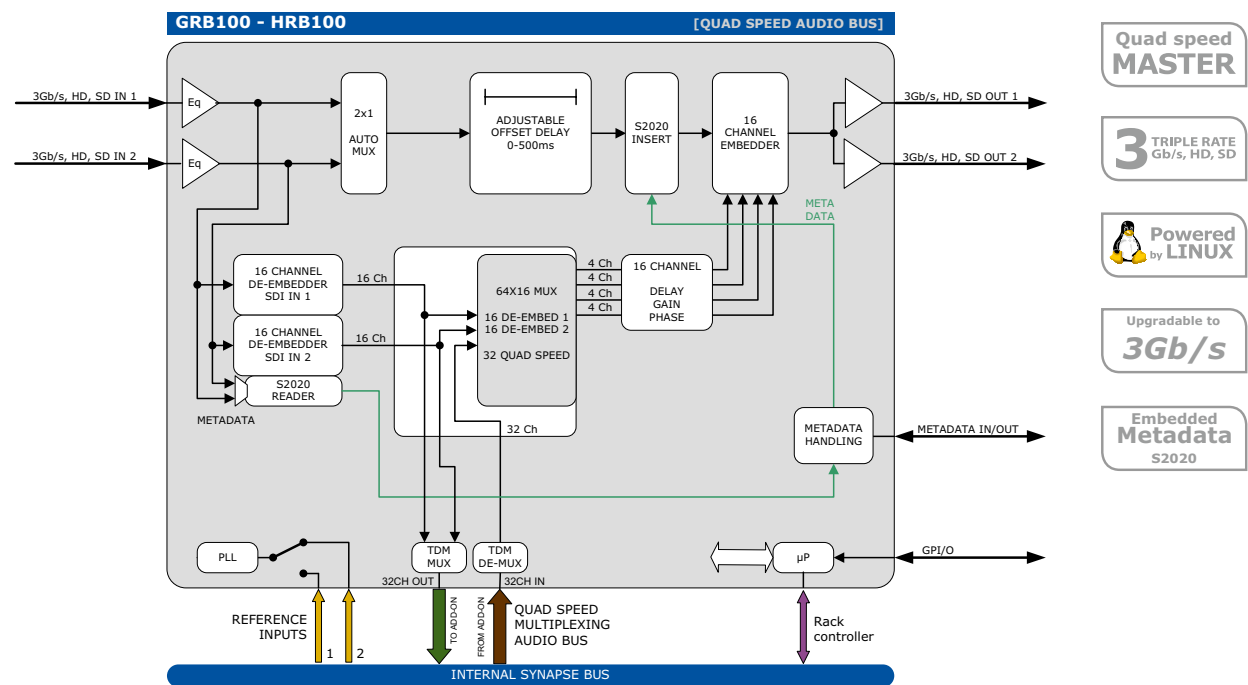 GRB100 - HRB100
[QUAD SPEED AUDIO BUS]
3Gb/s, HD, SD IN 1
Eq
3Gb/s, HD, SD IN 2
Eq
2x1
AUTO
MUX
ADJUSTABLE
OFFSET DELAY
0-500ms
S2020
INSERT
16
CHANNEL
EMBEDDER
3Gb/s, HD, SD OUT 1
3Gb/s, HD, SD OUT 2
META
DATA
16 CHANNEL
DE-EMBEDDER
SDI IN 1
16 Ch
16 CHANNEL
DE-EMBEDDER
SDI IN 2
16 Ch
S2020
READER
METADATA
64X16 MUX
16 DE-EMBED 1
16 DE-EMBED 2
32 QUAD SPEED
32 Ch
4 Ch
4 Ch
4 Ch
4 Ch
16 CHANNEL
DELAY
GAIN
PHASE
METADATA
HANDLING
METADATA IN/OUT
PLL
TDM
MUX
TDM
DE-MUX
32CH OUT
32CH IN
µP
GPI/O
REFERENCE
INPUTS
1
2
TO ADD-ON
FROM ADD-ON
QUAD SPEED
MULTIPLEXING
AUDIO BUS
Rack
controller
INTERNAL SYNAPSE BUS
Quad speed
MASTER
3 TRIPLE RATE
Gb/s, HD, SD
Powered
by LINUX
Upgradable to
3Gb/s
Embedded
Metadata
S2020